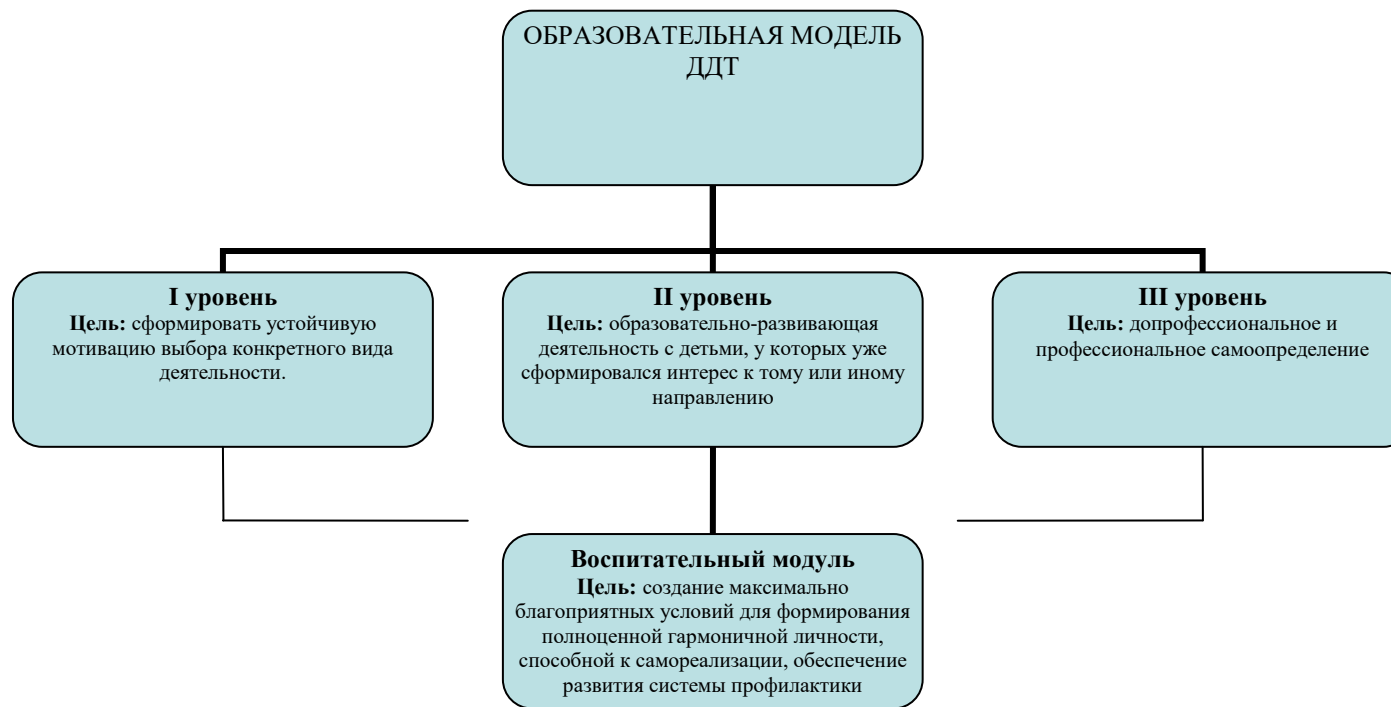 ОБРАЗОВАТЕЛЬНАЯ МОДЕЛЬ
ДДТ
I уровень
Цель: сформировать устойчивую
мотивацию выбора конкретного вида
деятельности.
II уровень
Цель: образовательно-развивающая
деятельность с детьми, у которых уже
сформировался интерес к тому или иному
направлению
III уровень
Цель: допрофессиональное и
профессиональное самоопределение
Воспитательный модуль
Цель: создание максимально
благоприятных условий для формирования
полноценной гармоничной личности,
способной к самореализации, обеспечение
развития системы профилактики